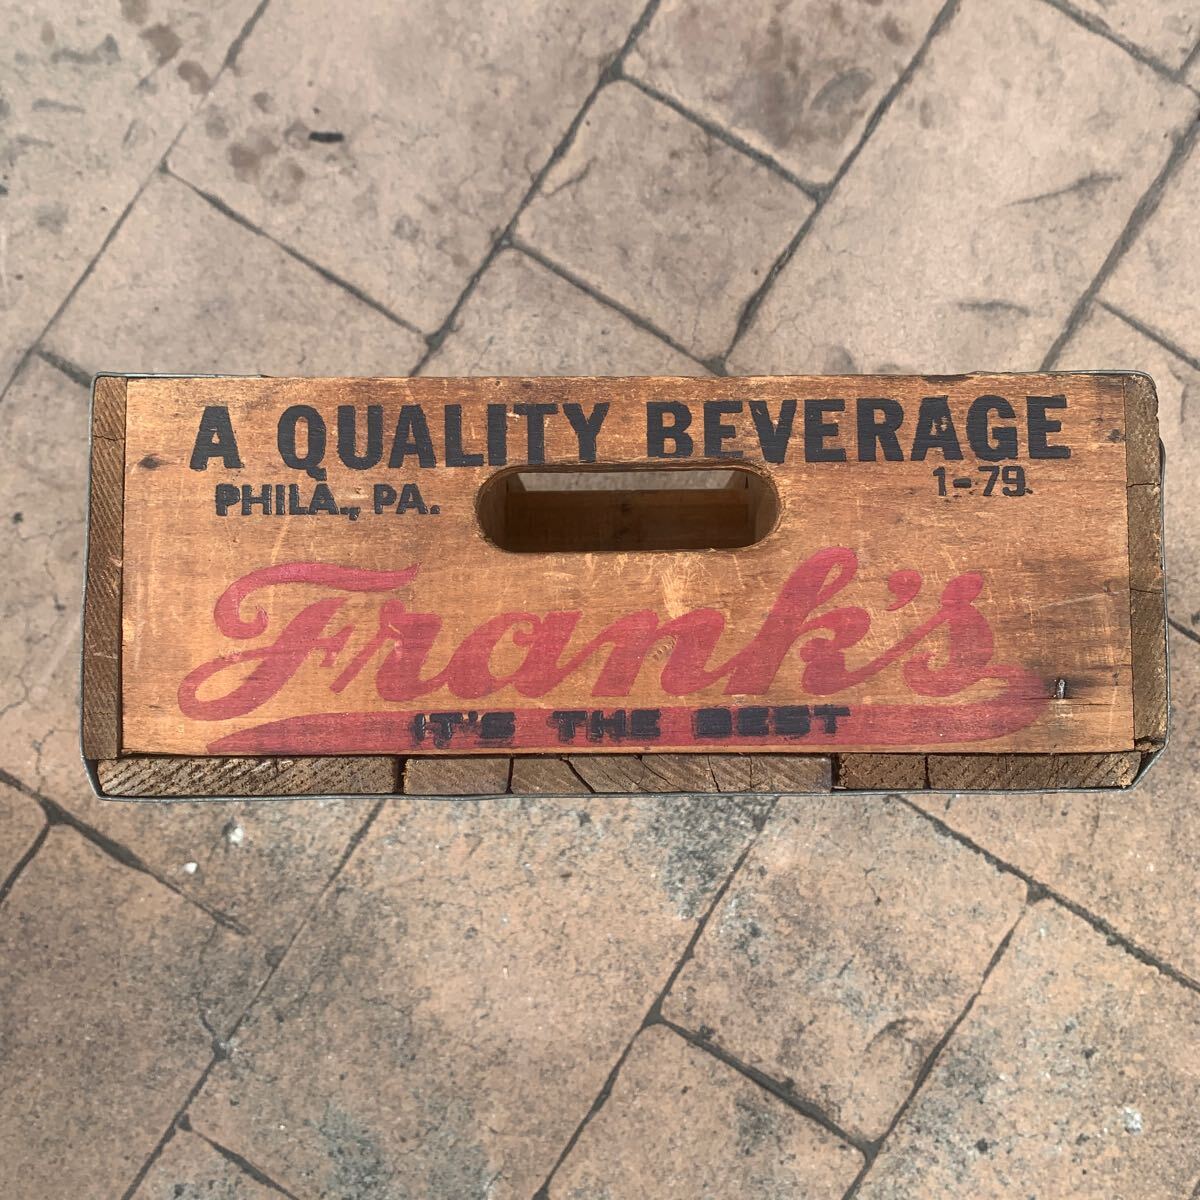 A QUALITY BEVERAGE
PHILA., PA.
1-79
Frank's
IT'S THE BEST